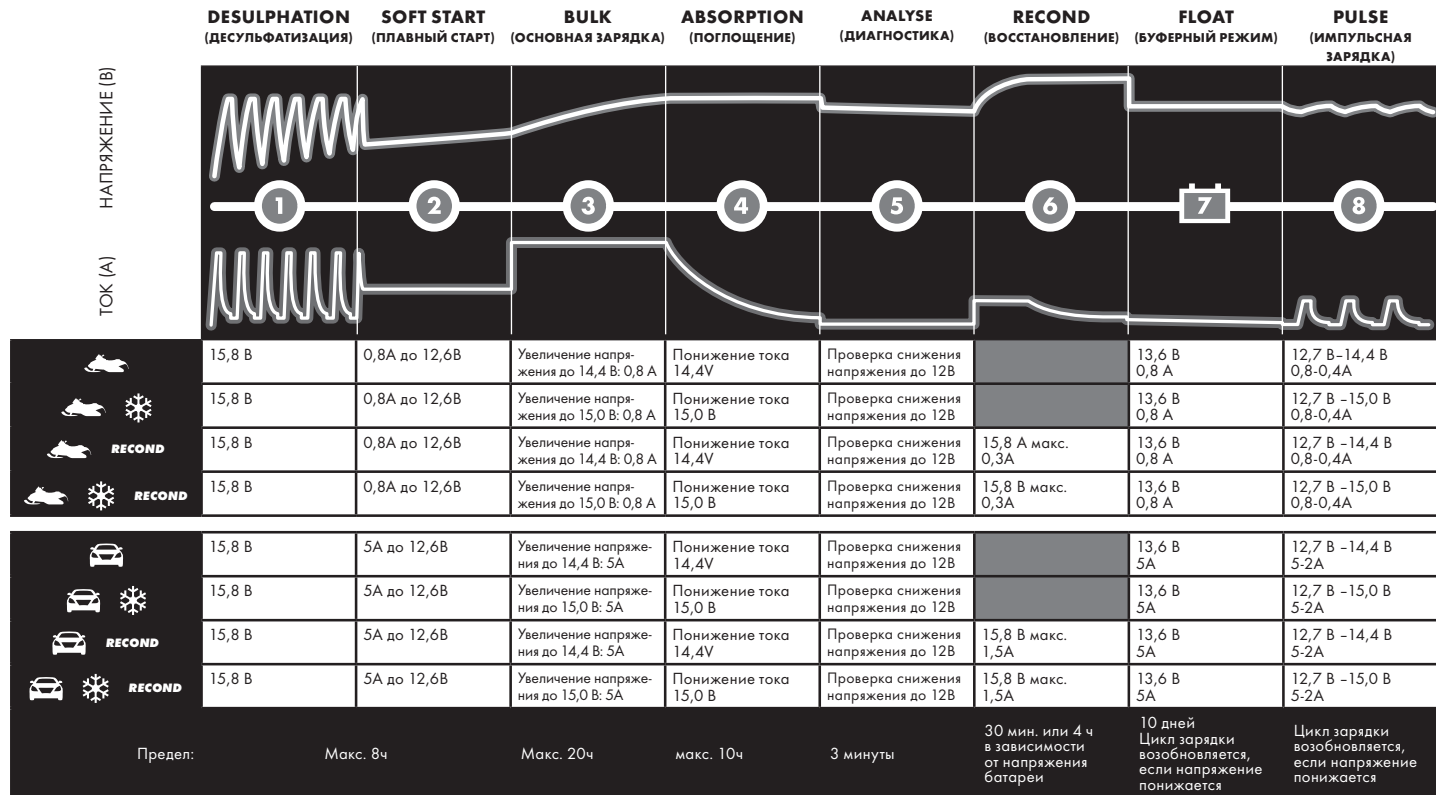 DESULPHATION
(ДЕСУЛЬФАТИЗАЦИЯ)
SOFT START
(ПЛАВНЫЙ СТАРТ)
BULK
(ОСНОВНАЯ ЗАРЯДКА)
ABSORPTION
(ПОГЛОЩЕНИЕ)
ANALYSE
(ДИАГНОСТИКА)
RECOND
(ВОССТАНОВЛЕНИЕ)
FLOAT
(БУФЕРНЫЙ РЕЖИМ)
PULSE
(ИМПУЛЬСНАЯ
ЗАРЯДКА)
НАПРЯЖЕНИЕ (В)
1
2
3
4
5
6
7
8
ТОК (А)
15,8 В
0,8А до 12,6В
Увеличение напря-
жения до 14,4 В: 0,8 А
Понижение тока
14,4V
Проверка снижения
напряжения до 12В
13,6 В
0,8 А
12,7 В–14,4 В
0,8-0,4А
15,8 В
0,8А до 12,6В
Увеличение напря-
жения до 15,0 В: 0,8 А
Понижение тока
15,0 В
Проверка снижения
напряжения до 12В
13,6 В
0,8 А
12,7 В –15,0 В
0,8-0,4А
RECOND
15,8 В
0,8А до 12,6В
Увеличение напря-
жения до 14,4 В: 0,8 А
Понижение тока
14,4V
Проверка снижения
напряжения до 12В
15,8 А макс.
0,3А
13,6 В
0,8 А
12,7 В –14,4 В
0,8-0,4А
RECOND
15,8 В
0,8А до 12,6В
Увеличение напря-
жения до 15,0 В: 0,8 А
Понижение тока
15,0 В
Проверка снижения
напряжения до 12В
15,8 В макс.
0,3А
13,6 В
0,8 А
12,7 В –15,0 В
0,8-0,4А
15,8 В
5А до 12,6В
Увеличение напряже-
ния до 14,4 В: 5А
Понижение тока
14,4V
Проверка снижения
напряжения до 12В
13,6 В
5А
12,7 В –14,4 В
5-2А
15,8 В
5А до 12,6В
Увеличение напряже-
ния до 15,0 В: 5А
Понижение тока
15,0 В
Проверка снижения
напряжения до 12В
13,6 В
5А
12,7 В –15,0 В
5-2А
RECOND
15,8 В
5А до 12,6В
Увеличение напряже-
ния до 14,4 В: 5А
Понижение тока
14,4V
Проверка снижения
напряжения до 12В
15,8 В макс.
1,5А
13,6 В
5А
12,7 В –14,4 В
5-2А
RECOND
15,8 В
5А до 12,6В
Увеличение напряже-
ния до 15,0 В: 5А
Понижение тока
15,0 В
Проверка снижения
напряжения до 12В
15,8 В макс.
1,5А
13,6 В
5А
12,7 В –15,0 В
5-2А
Предел:
Макс. 8ч
Макс. 20ч
макс. 10ч
3 минуты
30 мин. или 4 ч
в зависимости
от напряжения
батареи
10 дней
Цикл зарядки
возобновляется,
если напряжение
понижается
Цикл зарядки
возобновляется,
если напряжение
понижается